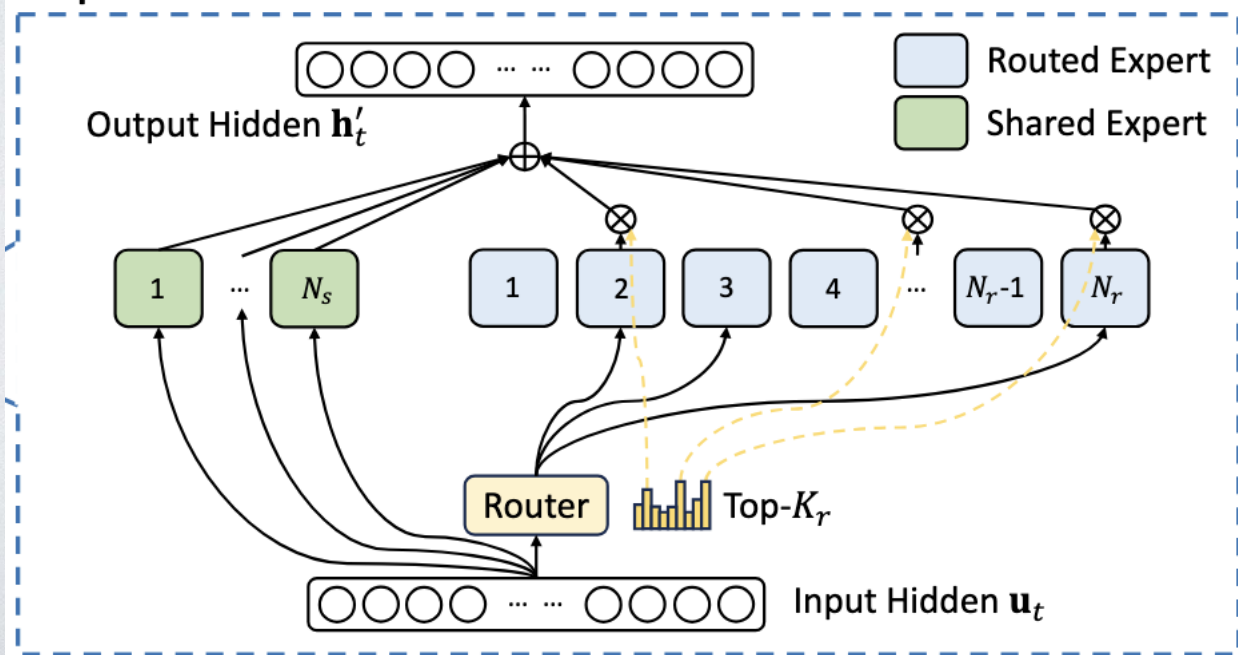 Routed Expert
Shared Expert
... ...
Output Hidden 𝐡′ₜ
1 ... Nₛ 1 2 3 4 ... Nᵣ-1 Nᵣ
Router
Top-Kᵣ
... ...
Input Hidden 𝐮ₜ